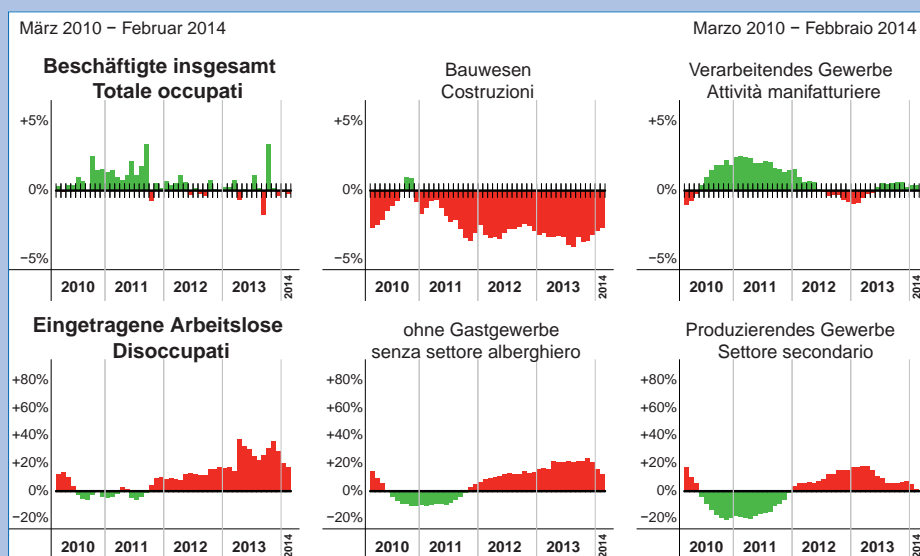 März 2010 − Februar 2014
Marzo 2010 − Febbraio 2014
Beschäftigte insgesamt
Totale occupati
+5%
0%
−5%
2010 2011 2012 2013 2014
Bauwesen
Costruzioni
+5%
0%
−5%
2010 2011 2012 2013 2014
Verarbeitendes Gewerbe
Attività manifatturiere
+5%
0%
−5%
2010 2011 2012 2013 2014
Eingetragene Arbeitslose
Disoccupati
+80%
+60%
+40%
+20%
0%
−20%
2010 2011 2012 2013 2014
ohne Gastgewerbe
senza settore alberghiero
+80%
+60%
+40%
+20%
0%
−20%
2010 2011 2012 2013 2014
Produzierendes Gewerbe
Settore secondario
+80%
+60%
+40%
+20%
0%
−20%
2010 2011 2012 2013 2014